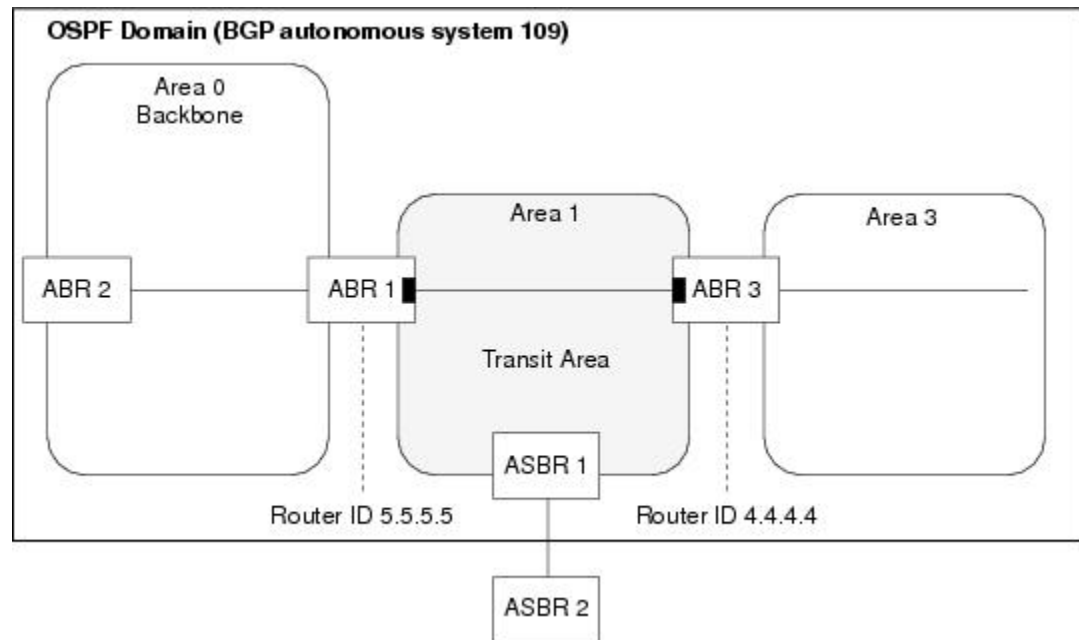 OSPF Domain (BGP autonomous system 109)
Area 0
Backbone
Area 1
Area 3
ABR 2
ABR 1
ABR 3
Transit Area
ASBR 1
Router ID 5.5.5.5
Router ID 4.4.4.4
ASBR 2